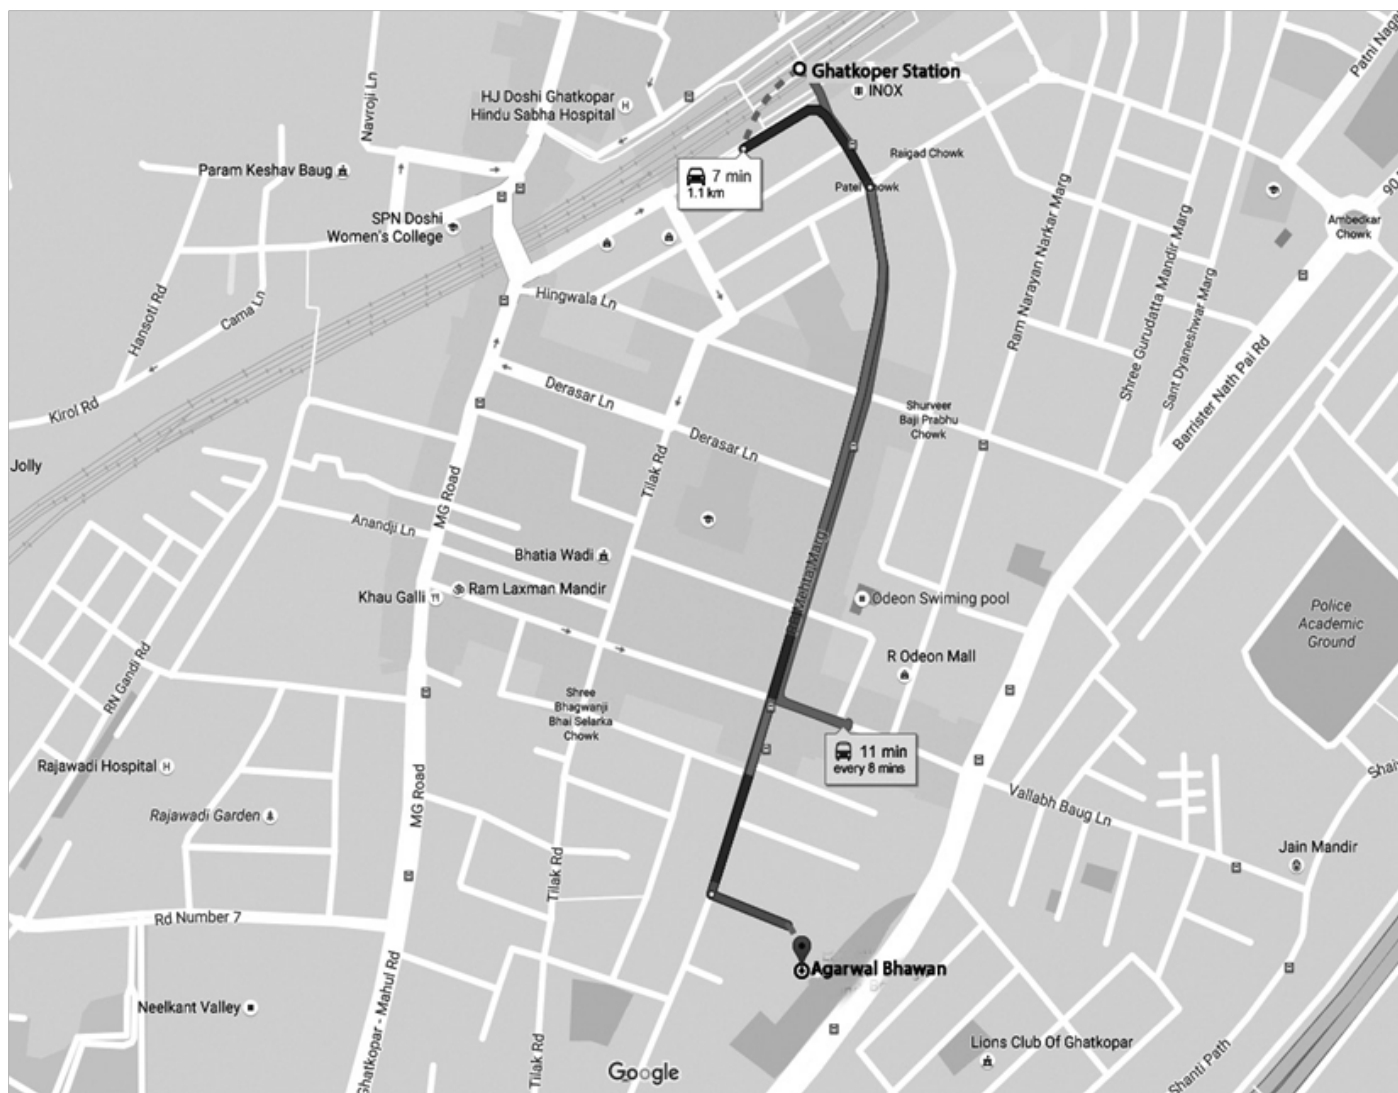 Patni Naga
Ghatkoper Station
INOX
HJ Doshi Ghatkopar
Hindu Sabha Hospital
Navroji Ln
Raigad Chowk
Param Keshav Baug
7 min
1.1 km
Patel Chowk
90
SPN Doshi
Women's College
Ambedkar
Chowk
Ram Narayan Narkar Marg
Shree Gurudatta Mandir Marg
Sant Dyaneshwar Marg
Hingwala Ln
Hansoti Rd
Cama Ln
Barrister Nath Pai Rd
Derasar Ln
Kirol Rd
Shurveer
Baji Prabhu
Chowk
Derasar Ln
Jolly
Tilak Rd
MG Road
Anandji Ln
Bhatia Wadi
Mehta Marg
Khau Galli
Ram Laxman Mandir
Odeon Swiming pool
Police
Academic
Ground
R Odeon Mall
RN Gandi Rd
Shree
Bhagwanji
Bhai Selarka
Chowk
11 min
every 8 mins
Rajawadi Hospital
Shai
Vallabh Baug Ln
Rajawadi Garden
MG Road
Jain Mandir
Tilak Rd
Rd Number 7
Agarwal Bhawan
Neelkant Valley
Ghatkopar - Mahul Rd
Lions Club Of Ghatkopar
Tilak Rd
Google
Shanti Path